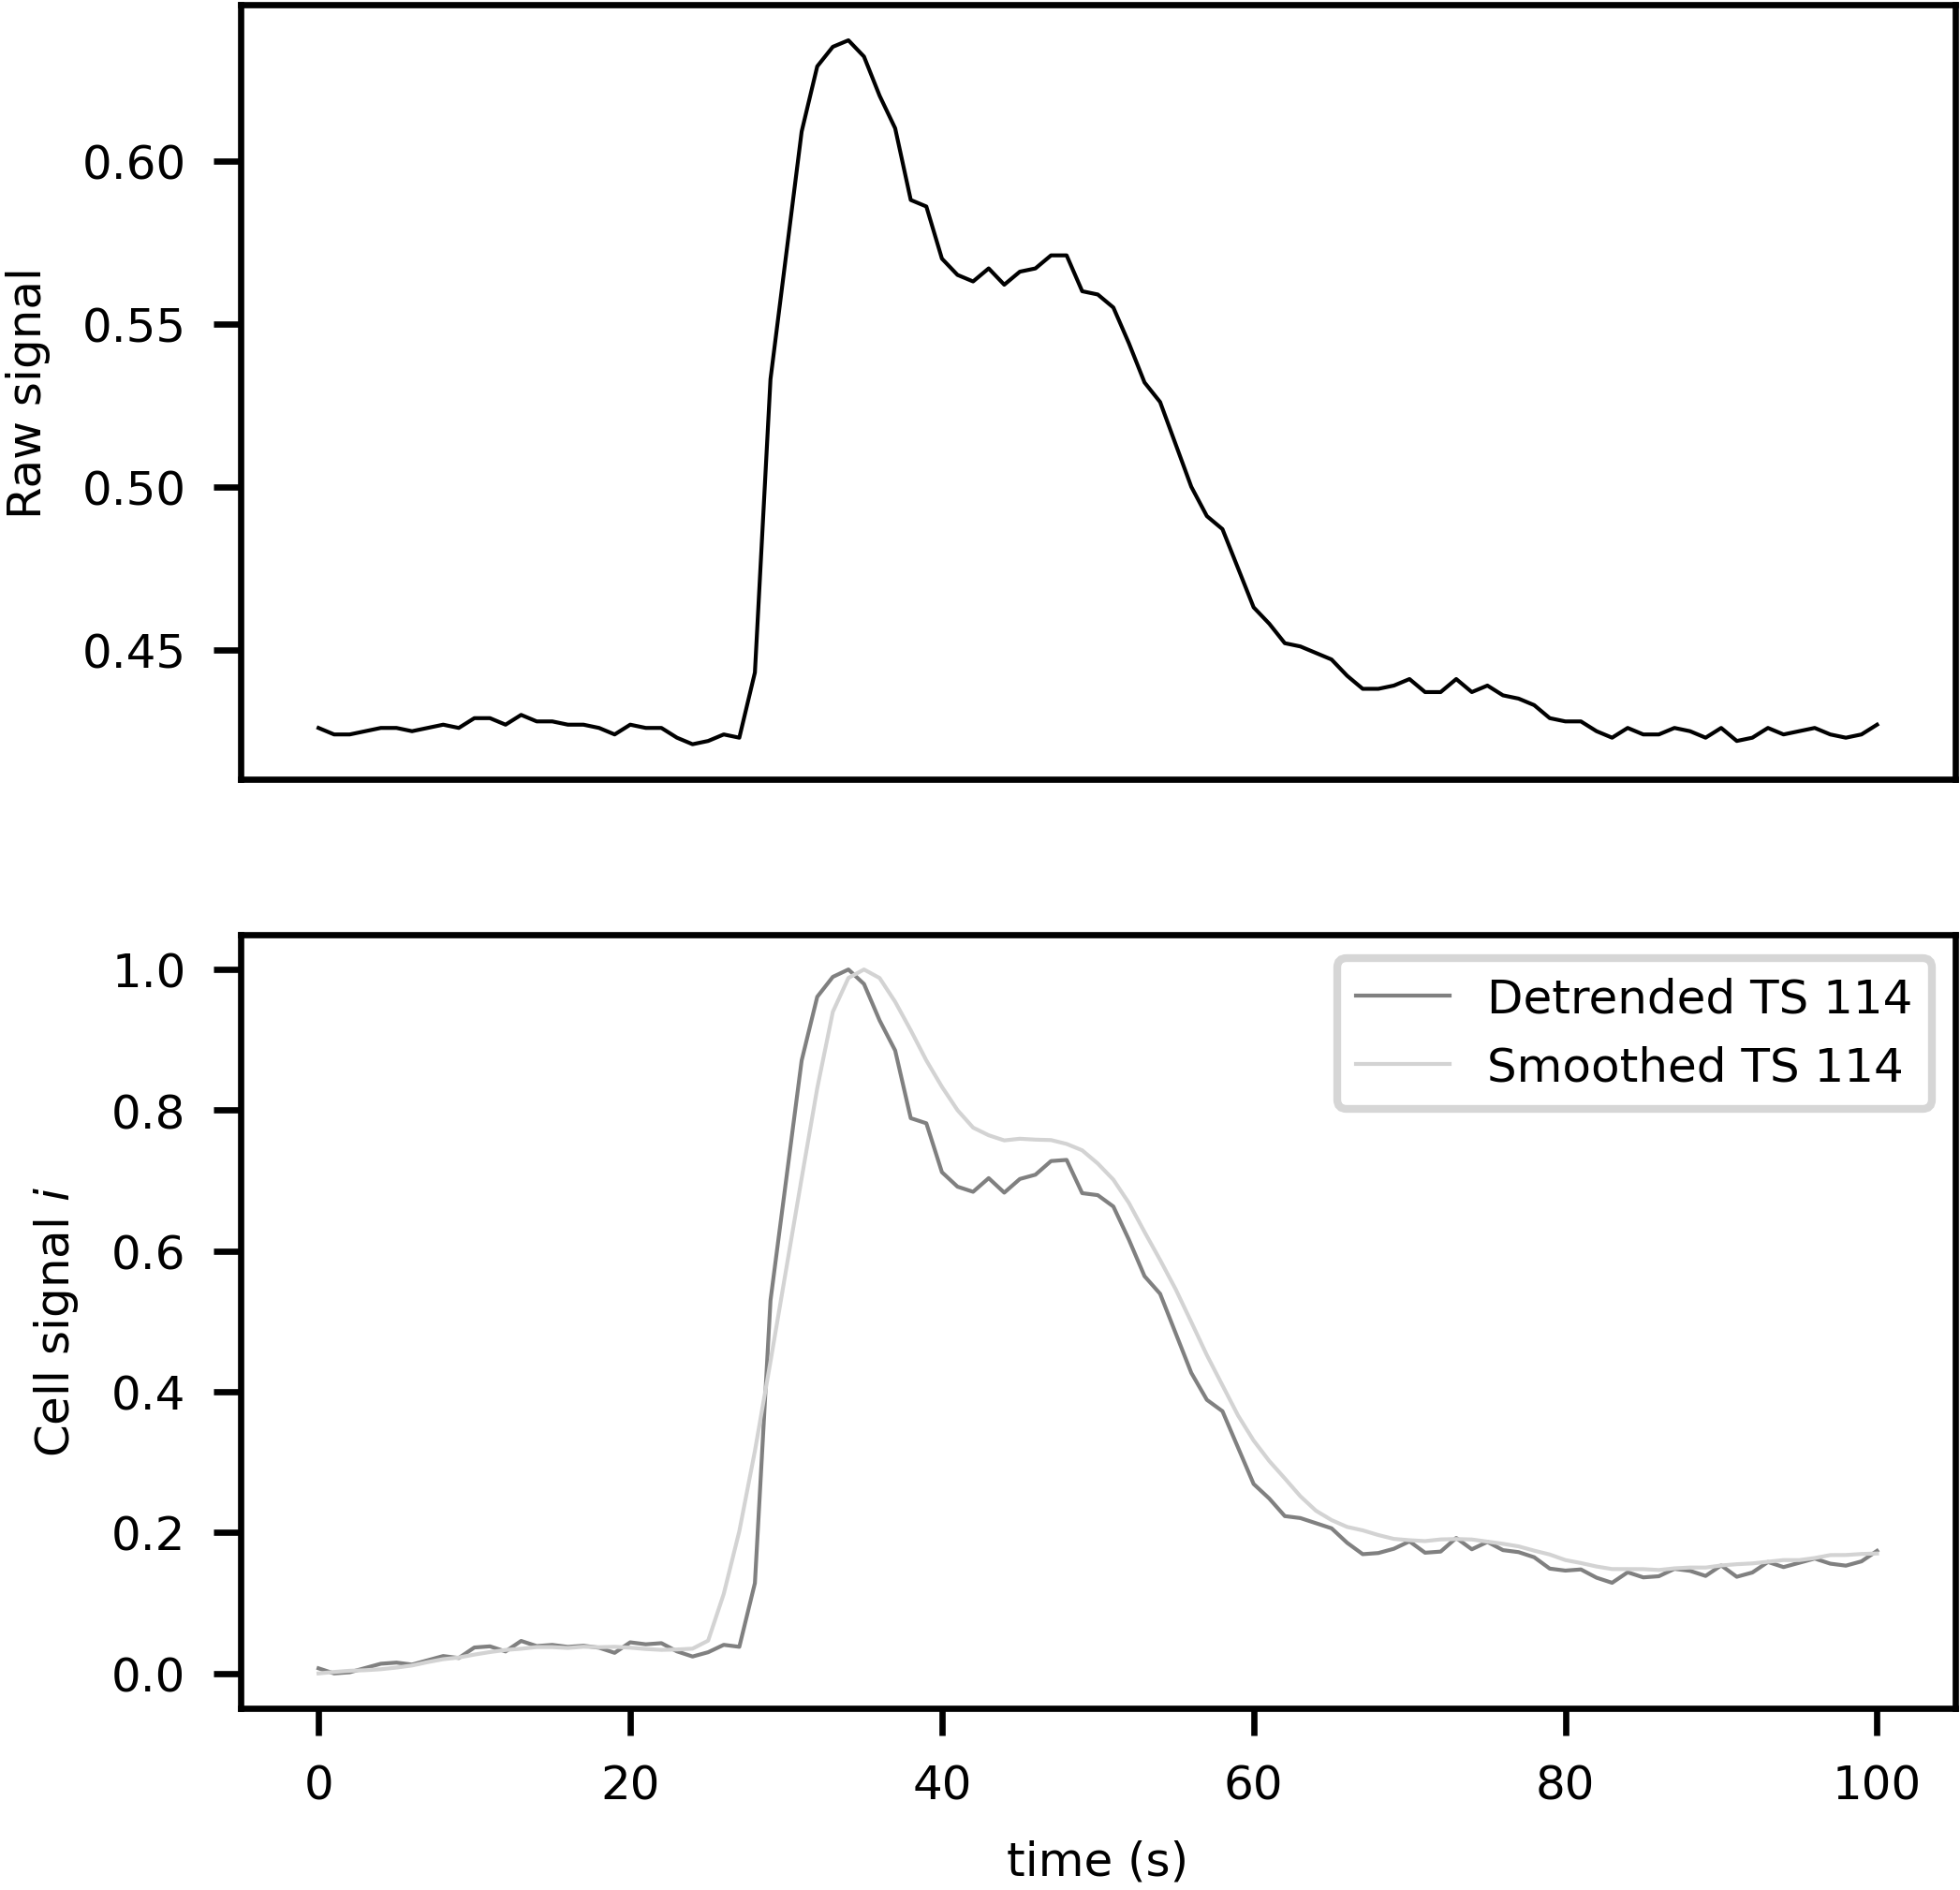 Raw signal
0.60
0.55
0.50
0.45
Cell signal i
1.0
0.8
0.6
0.4
0.2
0.0
Detrended TS 114
Smoothed TS 114
0 20 40 60 80 100
time (s)